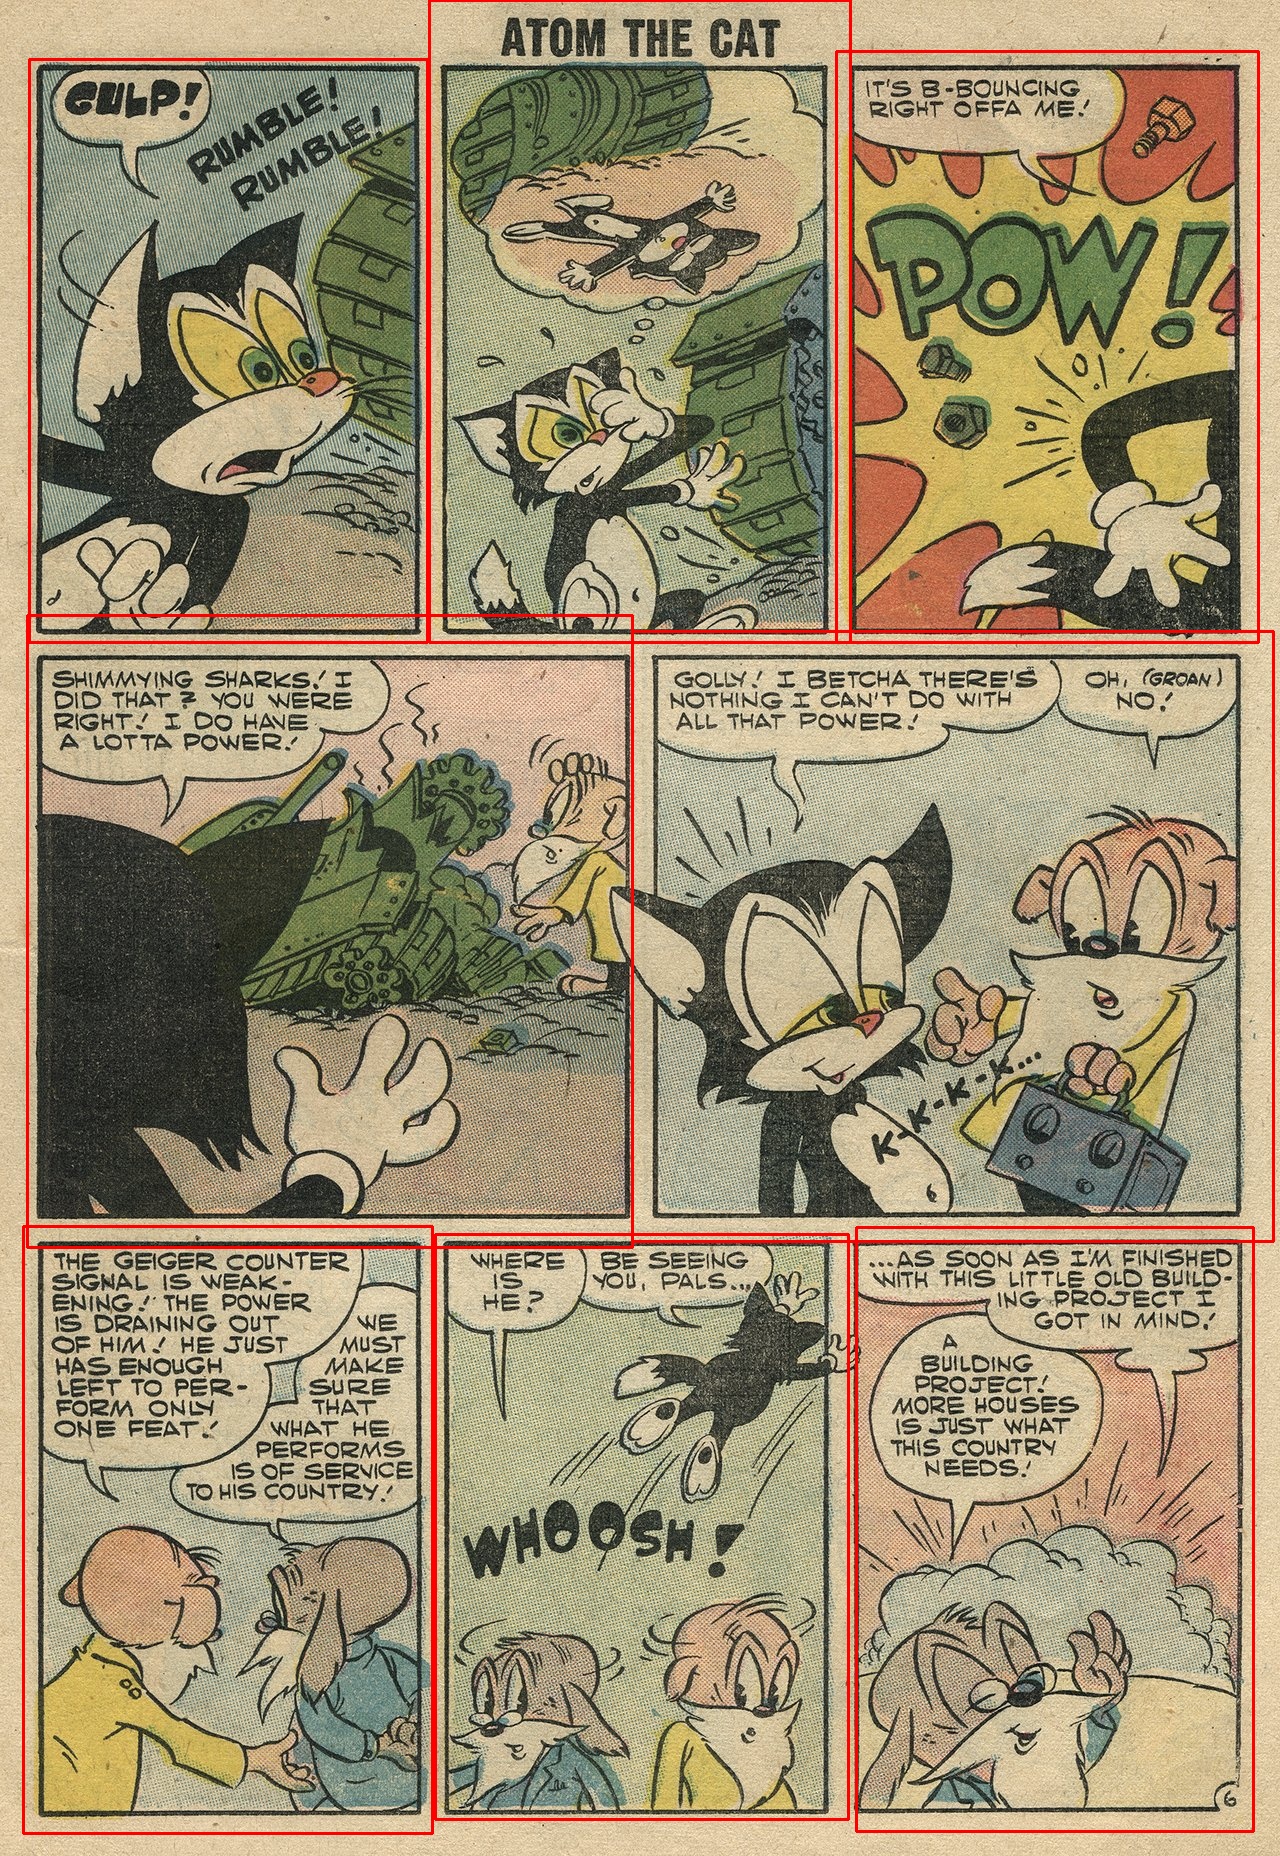 ATOM THE CAT
GULP!
RUMBLE!
RUMBLE!
IT'S B-BOUNCING
RIGHT OFFA ME!
POW!
SHIMMYING SHARKS! I
DID THAT? YOU WERE
RIGHT! I DO HAVE
A LOTTA POWER!
GOLLY! I BETCHA THERE'S
NOTHING I CAN'T DO WITH
ALL THAT POWER!
OH, (GROAN)
NO!
K-K-K-K...
THE GEIGER COUNTER
SIGNAL IS WEAK-
ENING! THE POWER
IS DRAINING OUT
OF HIM! HE JUST
HAS ENOUGH
LEFT TO PER-
FORM ONLY
ONE FEAT!
WE
MUST
MAKE
SURE
THAT
WHAT HE
PERFORMS
IS OF SERVICE
TO HIS COUNTRY!
WHERE
IS
HE?
BE SEEING
YOU, PALS...
WHOOSH!
...AS SOON AS I'M FINISHED
WITH THIS LITTLE OLD BUILD-
ING PROJECT I
GOT IN MIND!
A
BUILDING
PROJECT!
MORE HOUSES
IS JUST WHAT
THIS COUNTRY
NEEDS!
6